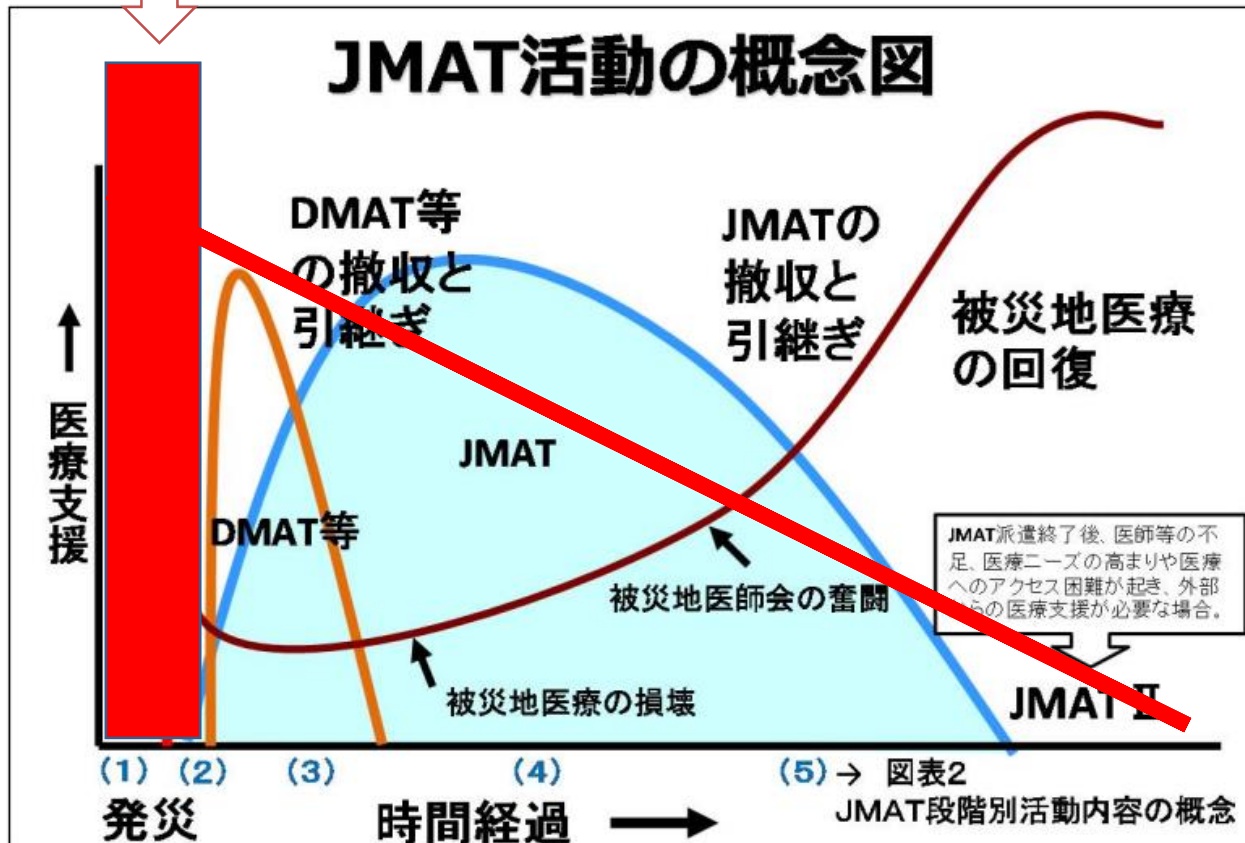 JMAT活動の概念図
DMAT等
の撤収と
引継ぎ
JMATの
撤収と
引継ぎ
被災地医療
の回復
医療支援
JMAT
DMAT等
被災地医師会の奮闘
被災地医療の損壊
JMAT派遣終了後、医師等の不
足、医療ニーズの高まりや医療
へのアクセス困難が起き、外部
からの医療支援が必要な場合。
JMAT Ⅱ
(1) (2) (3) (4) (5)→ 図表2
発災 時間経過 JMAT段階別活動内容の概念